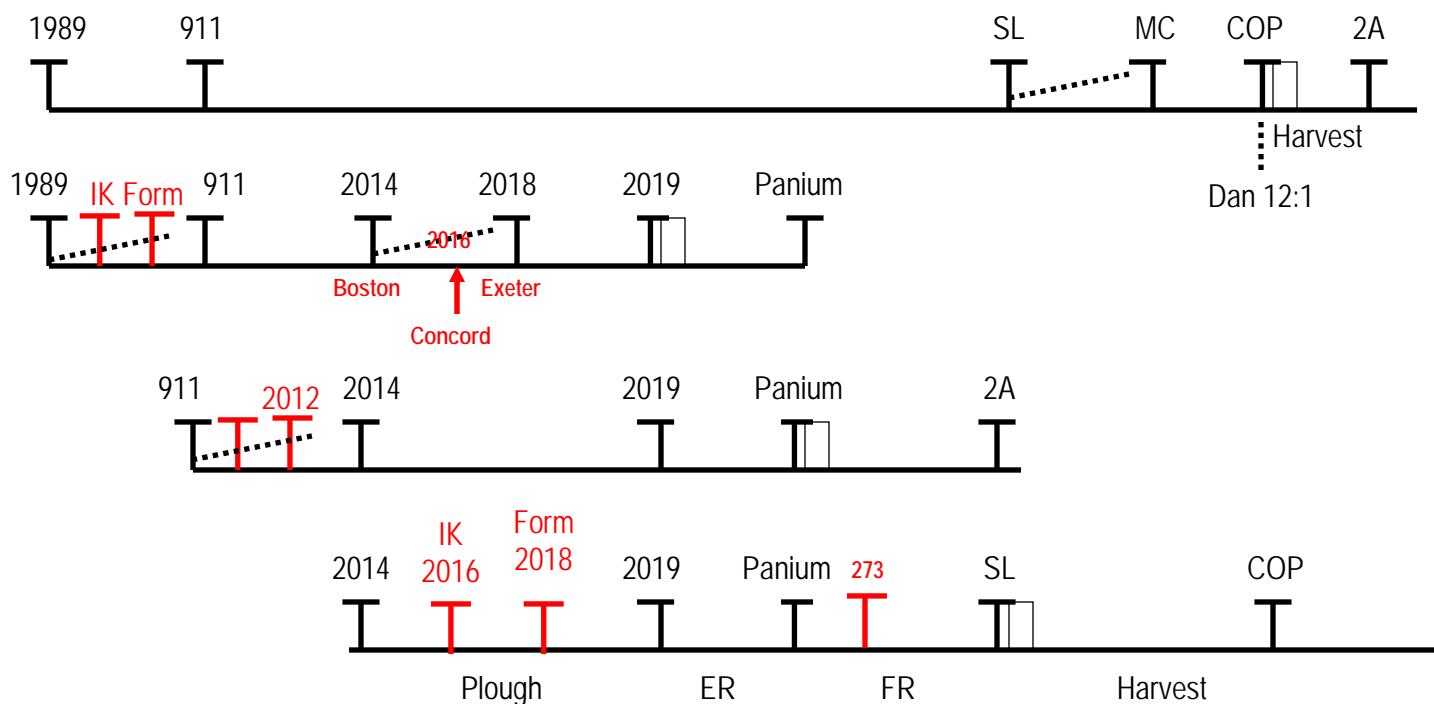 1989 911 SL MC COP 2A
Harvest
Dan 12:1
1989 IK Form 911 2014 2018 2019 Panium
2016
Boston Exeter
Concord
911 2012 2014 2019 Panium 2A
IK Form
2014 2016 2018 2019 Panium 273 SL COP
Plough ER FR Harvest